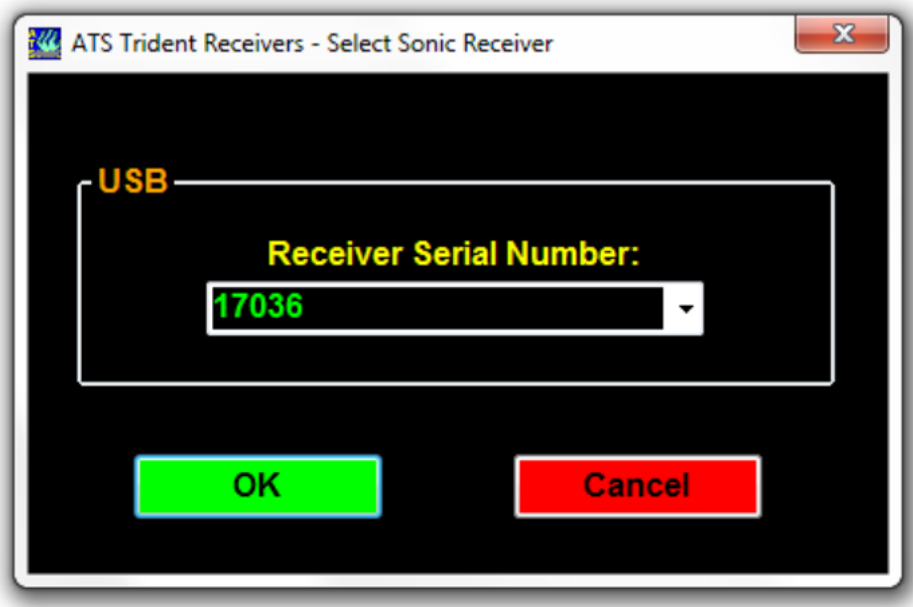 ATS Trident Receivers - Select Sonic Receiver
USB
Receiver Serial Number:
17036
OK
Cancel